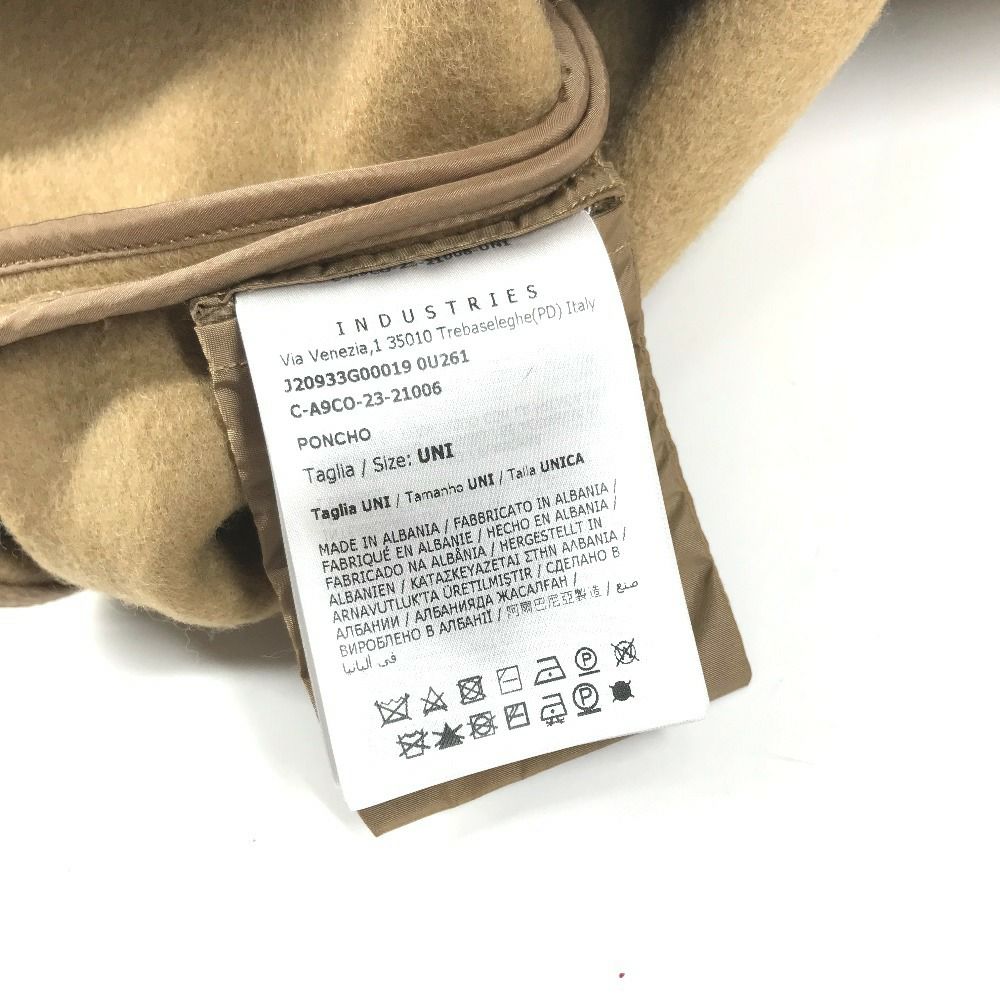 INDUSTRIES
Via Venezia,1 35010 Trebaseleghe(PD) Italy
J20933G00019 0U261
C-A9CO-23-21006
PONCHO
Taglia / Size: UNI
Taglia UNI / Tamanho UNI / Talla UNICA
MADE IN ALBANIA / FABBRICATO IN ALBANIA /
FABRIQUÉ EN ALBANIE / HECHO EN ALBANIA /
FABRICADO NA ALBÂNIA / HERGESTELLT IN
ALBANIEN / ΚΑΤΑΣΚΕΥΑΖΕΤΑΙ ΣΤΗΝ ΑΛΒΑΝΙΑ /
ARNAVUTLUK'TA ÜRETILMIŞTIR / СДЕЛАНО В
АЛБАНИИ / АЛБАНИЯДА ЖАСАЛҒАН /
ВИРОБЛЕНО В АЛБАНІЇ / 阿爾巴尼亞製造 / صنع
في ألبانيا
P
P